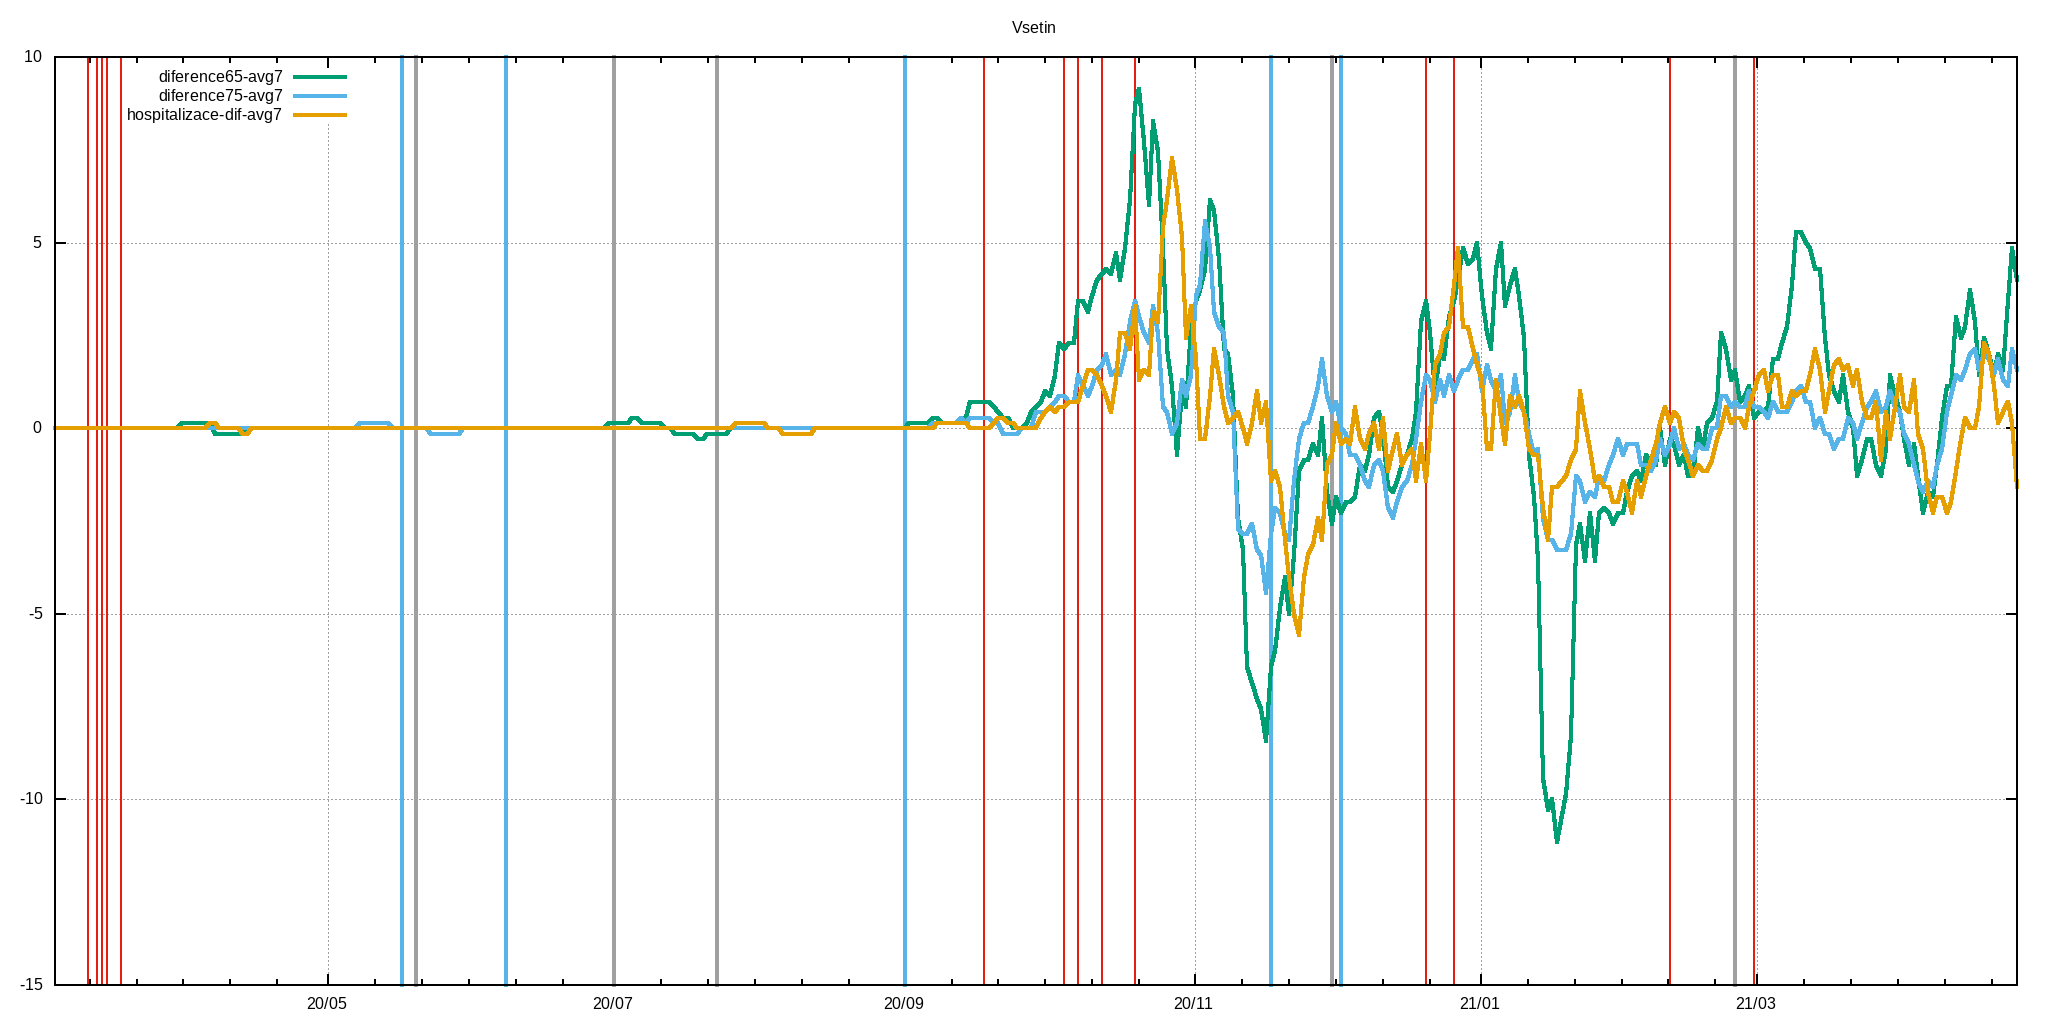 Vsetin
10
diference65-avg7
diference75-avg7
hospitalizace-dif-avg7
5
0
-5
-10
-15
20/05 20/07 20/09 20/11 21/01 21/03